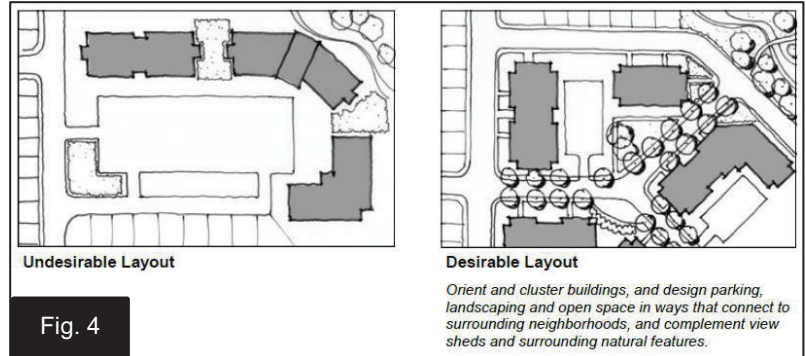 Undesirable Layout
Desirable Layout
Orient and cluster buildings, and design parking,
landscaping and open space in ways that connect to
surrounding neighborhoods, and complement view
sheds and surrounding natural features.
Fig. 4